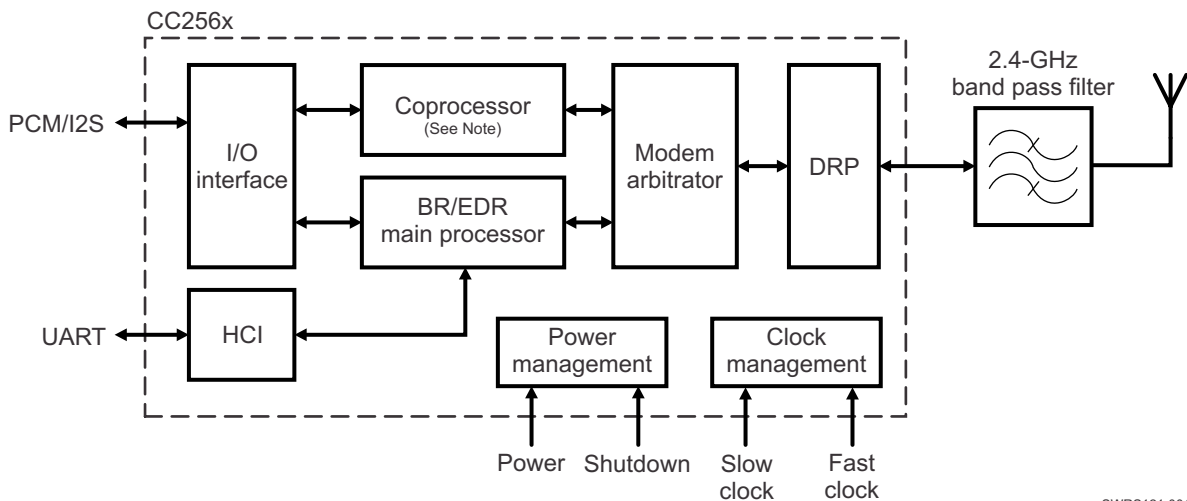 CC256x
2.4-GHz
band pass filter
PCM/I2S
I/O
interface
Coprocessor
(See Note)
BR/EDR
main processor
Modem
arbitrator
DRP
UART
HCI
Power
management
Clock
management
Power
Shutdown
Slow
clock
Fast
clock